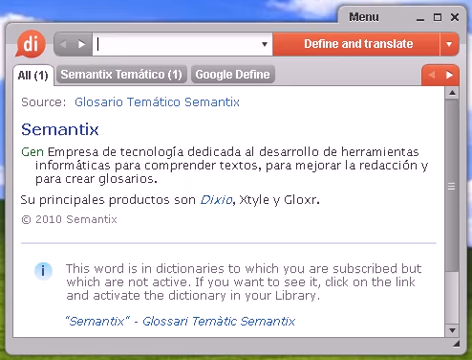 Menu
di
Define and translate
All (1) Semantix Temático (1) Google Define
Source: Glosario Temático Semantix
Semantix
Gen Empresa de tecnología dedicada al desarrollo de herramientas
informáticas para comprender textos, para mejorar la redacción y
para crear glosarios.
Su principales productos son Dixio, Xtyle y Gloxr.
© 2010 Semantix
i
This word is in dictionaries to which you are subscribed but
which are not active. If you want to see it, click on the link
and activate the dictionary in your Library.
"Semantix" - Glossari Temàtic Semantix